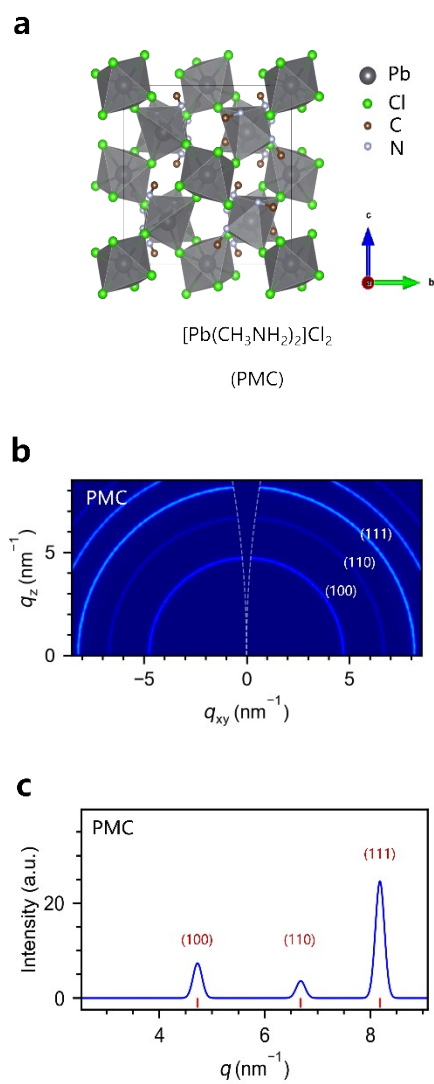 a
Pb
Cl
C
N
c
a
b
[Pb(CH₃NH₂)₂]Cl₂
(PMC)
b
PMC
(111)
(110)
(100)
5
0
qz (nm⁻¹)
−5 0 5
qxy (nm⁻¹)
c
PMC
(111)
(100) (110)
20
0
Intensity (a.u.)
4 6 8
q (nm⁻¹)